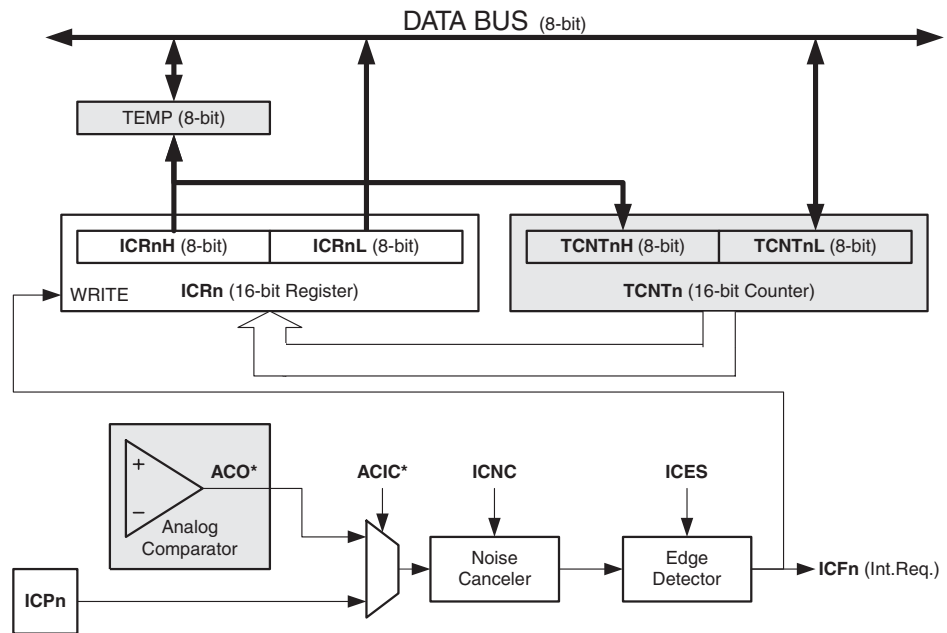 DATA BUS (8-bit)
TEMP (8-bit)
ICRnH (8-bit) ICRnL (8-bit)
TCNTnH (8-bit) TCNTnL (8-bit)
WRITE
ICRn (16-bit Register)
TCNTn (16-bit Counter)
+
−
ACO*
Analog
Comparator
ACIC*
ICNC
ICES
Noise
Canceler
Edge
Detector
ICFn (Int.Req.)
ICPn